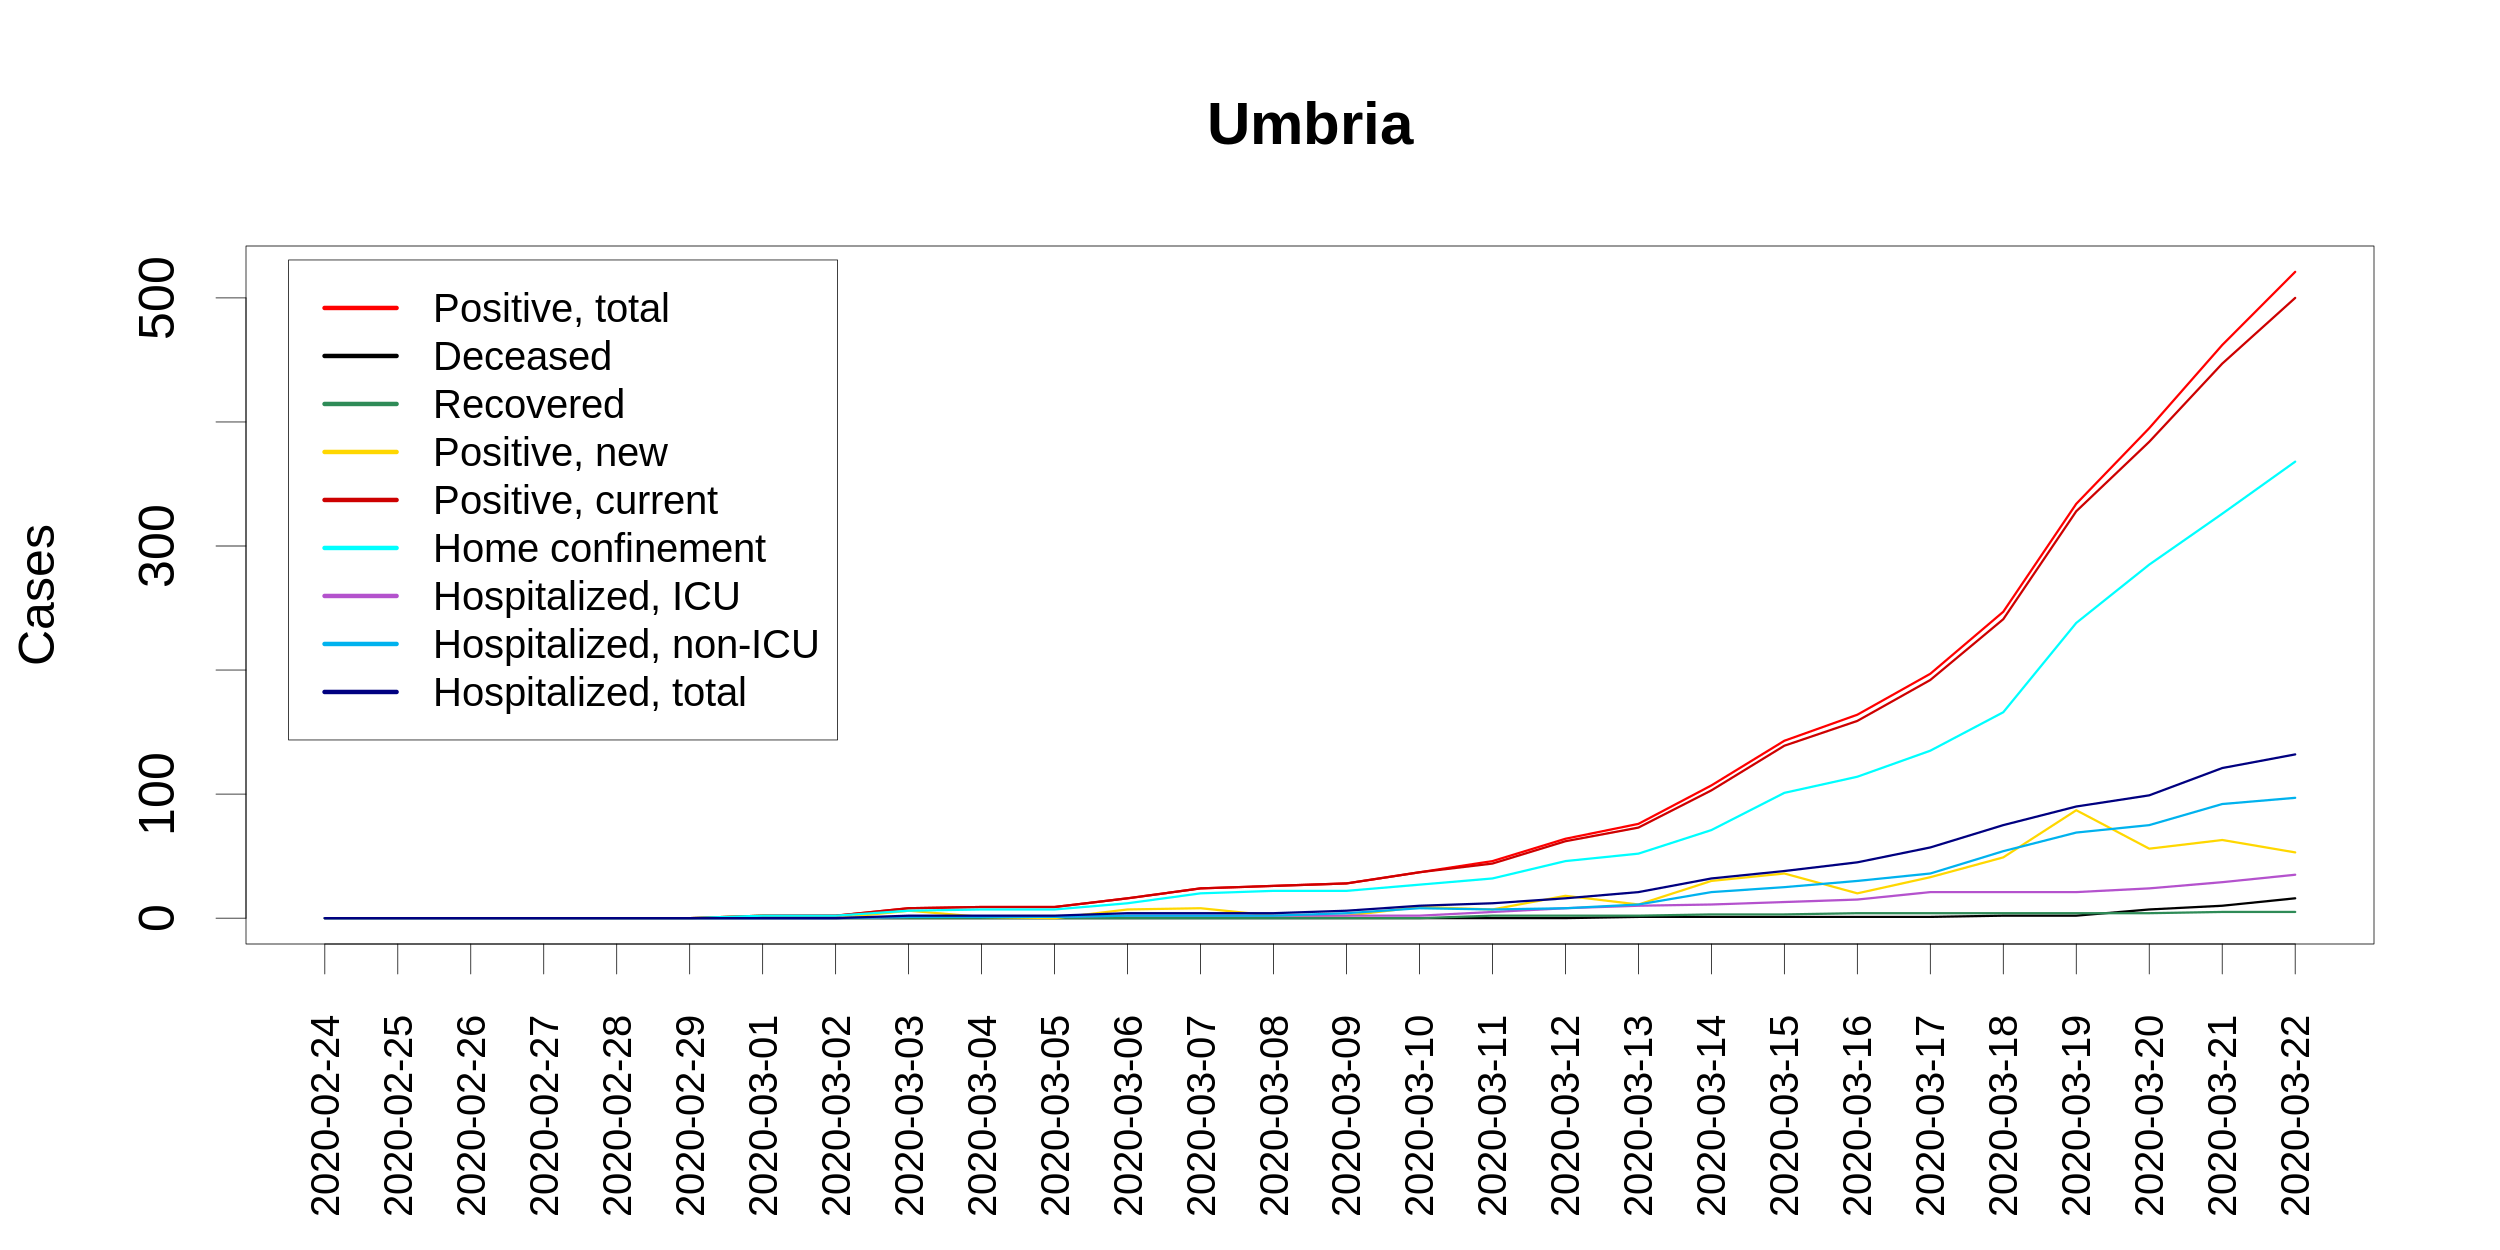 Umbria
Cases
500
300
100
0
Positive, total
Deceased
Recovered
Positive, new
Positive, current
Home confinement
Hospitalized, ICU
Hospitalized, non-ICU
Hospitalized, total
2020-02-24
2020-02-25
2020-02-26
2020-02-27
2020-02-28
2020-02-29
2020-03-01
2020-03-02
2020-03-03
2020-03-04
2020-03-05
2020-03-06
2020-03-07
2020-03-08
2020-03-09
2020-03-10
2020-03-11
2020-03-12
2020-03-13
2020-03-14
2020-03-15
2020-03-16
2020-03-17
2020-03-18
2020-03-19
2020-03-20
2020-03-21
2020-03-22